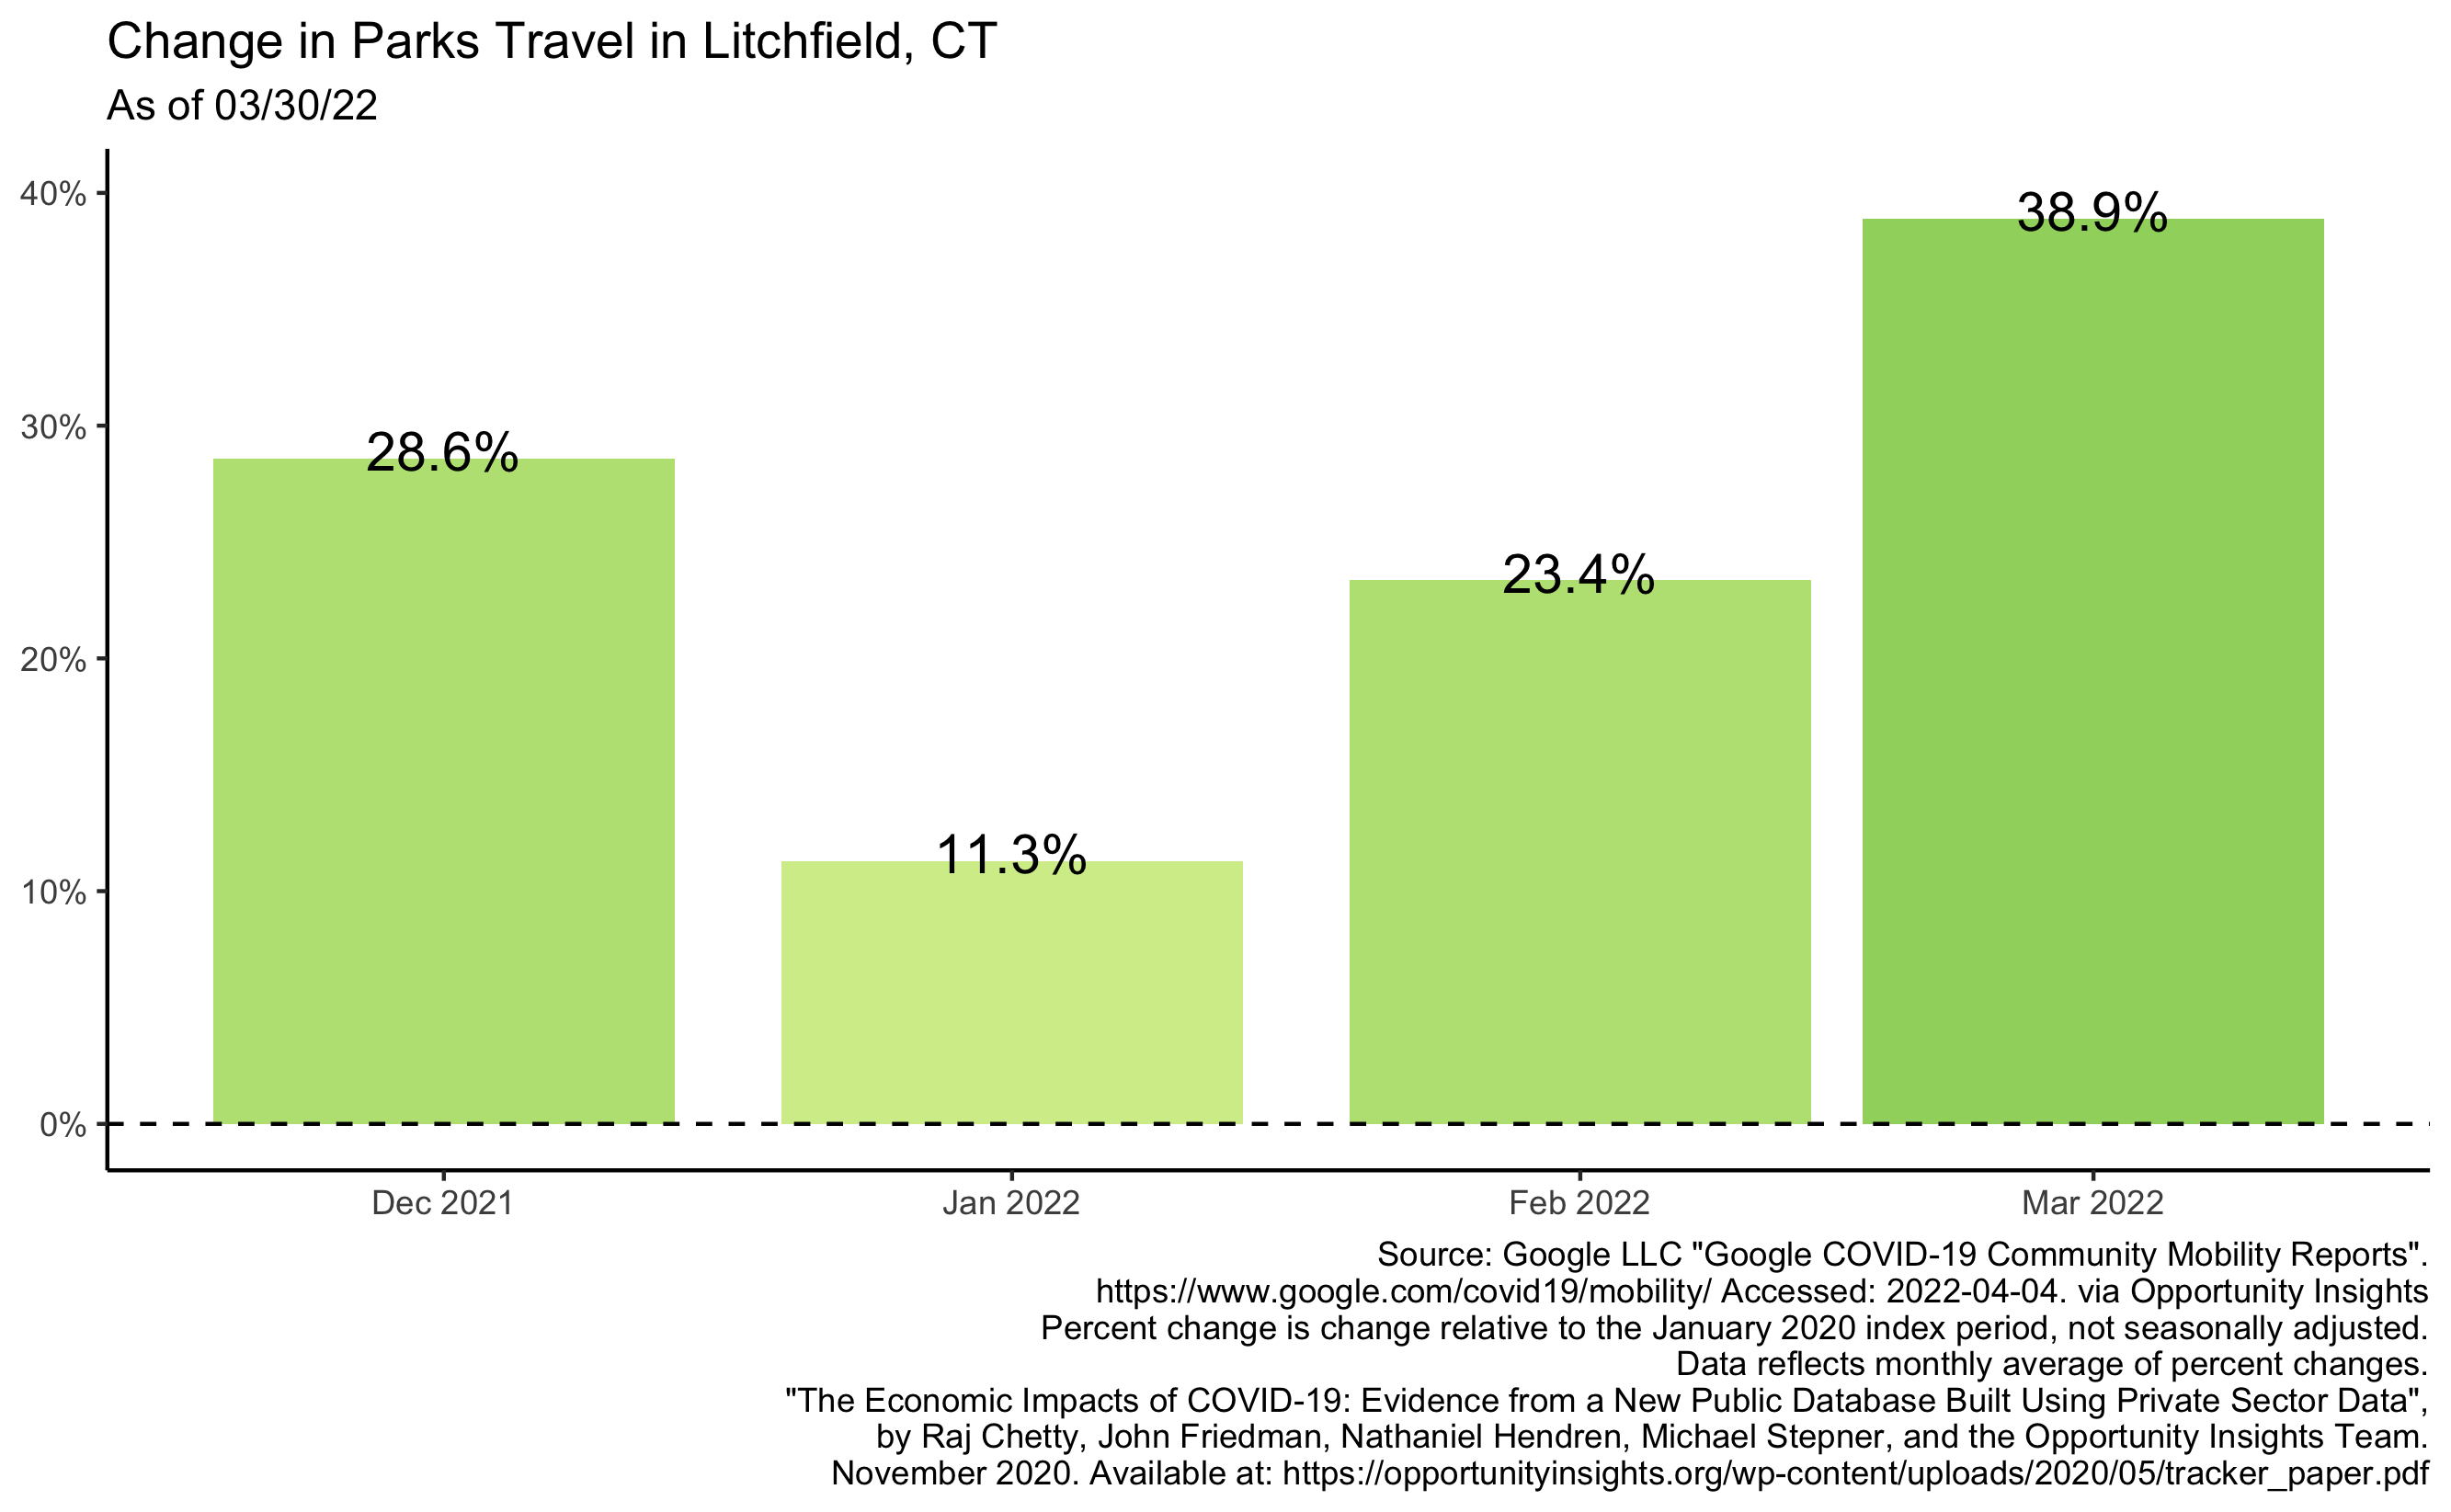 Change in Parks Travel in Litchfield, CT
As of 03/30/22
40%
30%
20%
10%
0%
28.6%
11.3%
23.4%
38.9%
Dec 2021
Jan 2022
Feb 2022
Mar 2022
Source: Google LLC "Google COVID-19 Community Mobility Reports".
https://www.google.com/covid19/mobility/ Accessed: 2022-04-04. via Opportunity Insights
Percent change is change relative to the January 2020 index period, not seasonally adjusted.
Data reflects monthly average of percent changes.
"The Economic Impacts of COVID-19: Evidence from a New Public Database Built Using Private Sector Data",
by Raj Chetty, John Friedman, Nathaniel Hendren, Michael Stepner, and the Opportunity Insights Team.
November 2020. Available at: https://opportunityinsights.org/wp-content/uploads/2020/05/tracker_paper.pdf